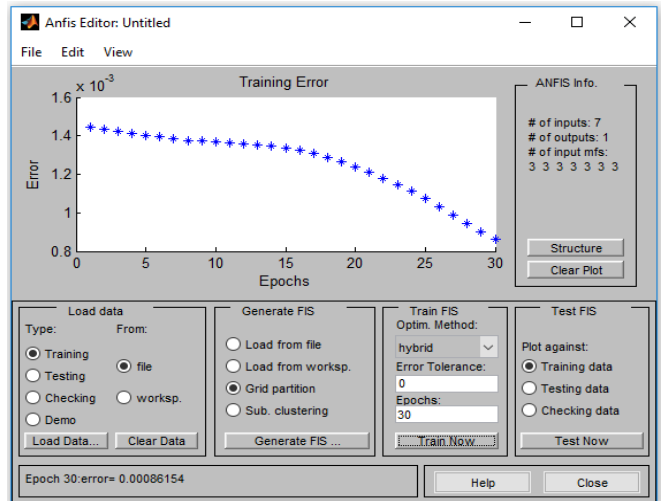 Anfis Editor: Untitled
File Edit View
x 10-3
Training Error
1.6
1.4
1.2
1
0.8
Error
0 5 10 15 20 25 30
Epochs
ANFIS Info.
# of inputs: 7
# of outputs: 1
# of input mfs:
3 3 3 3 3 3 3
Structure
Clear Plot
Load data
Type: From:
Training
Testing
Checking
Demo
file
worksp.
Load Data... Clear Data
Generate FIS
Load from file
Load from worksp.
Grid partition
Sub. clustering
Generate FIS ...
Train FIS
Optim. Method:
hybrid
Error Tolerance:
0
Epochs:
30
Train Now
Test FIS
Plot against:
Training data
Testing data
Checking data
Test Now
Epoch 30:error= 0.00086154
Help Close